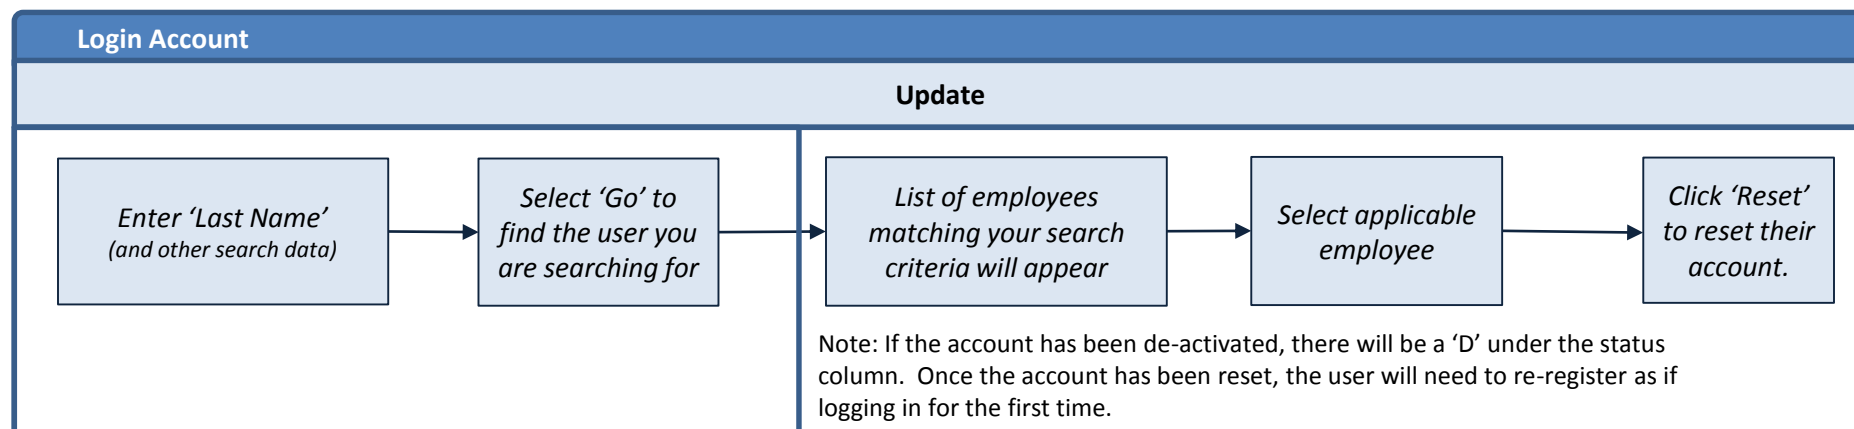 Login Account
Update
Enter ‘Last Name’
(and other search data)
Select ‘Go’ to
find the user you
are searching for
List of employees
matching your search
criteria will appear
Select applicable
employee
Click ‘Reset’
to reset their
account.
Note: If the account has been de-activated, there will be a ‘D’ under the status
column.  Once the account has been reset, the user will need to re-register as if
logging in for the first time.